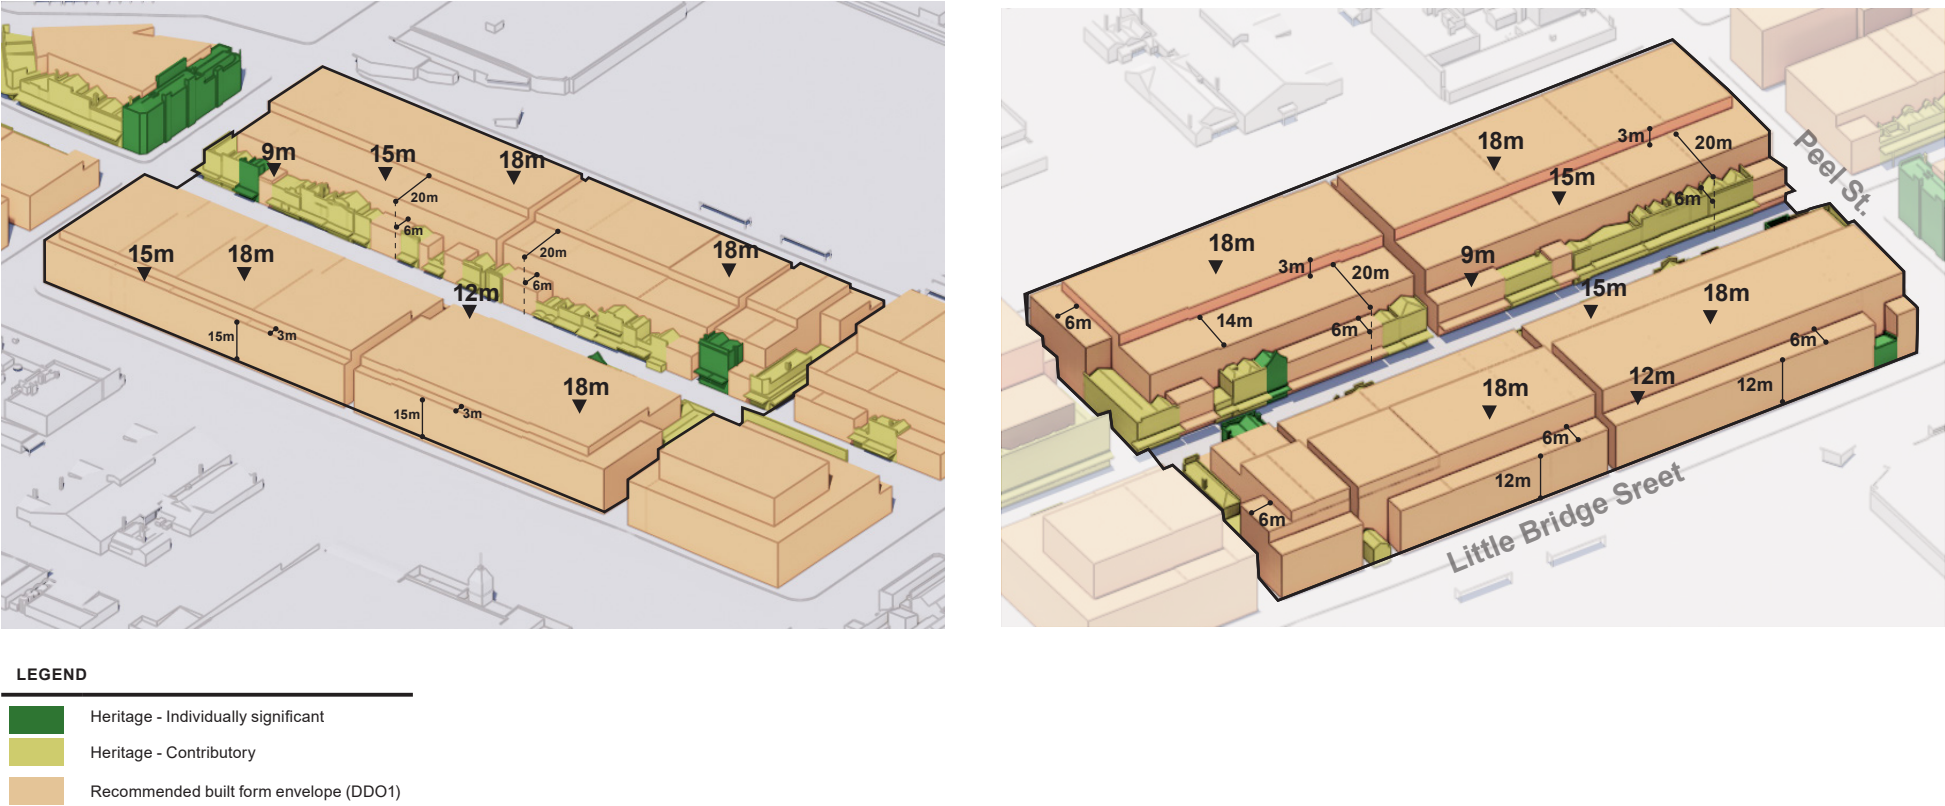 9m
15m
18m
20m
6m
20m
6m
18m
15m
18m
12m
15m
3m
18m
15m
3m
Peel St.
3m
20m
18m
15m
6m
18m
9m
3m
20m
15m
18m
6m
14m
6m
6m
12m
12m
18m
6m
12m
6m
Little Bridge Sreet
LEGEND
Heritage - Individually significant
Heritage - Contributory
Recommended built form envelope (DDO1)